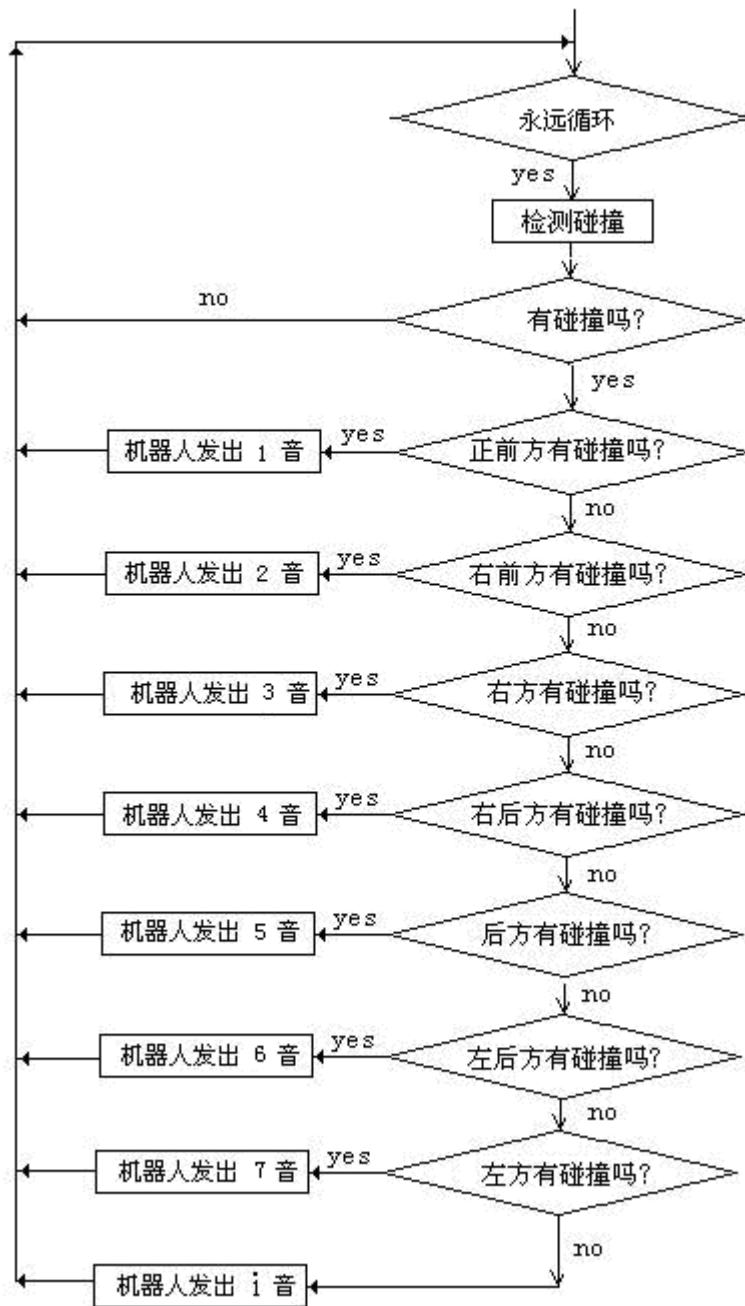 永远循环
yes
检测碰撞
no
有碰撞吗？
yes
机器人发出 1 音
yes
正前方有碰撞吗？
no
机器人发出 2 音
yes
右前方有碰撞吗？
no
机器人发出 3 音
yes
右方有碰撞吗？
no
机器人发出 4 音
yes
右后方有碰撞吗？
no
机器人发出 5 音
yes
后方有碰撞吗？
no
机器人发出 6 音
yes
左后方有碰撞吗？
no
机器人发出 7 音
yes
左方有碰撞吗？
no
机器人发出 i 音